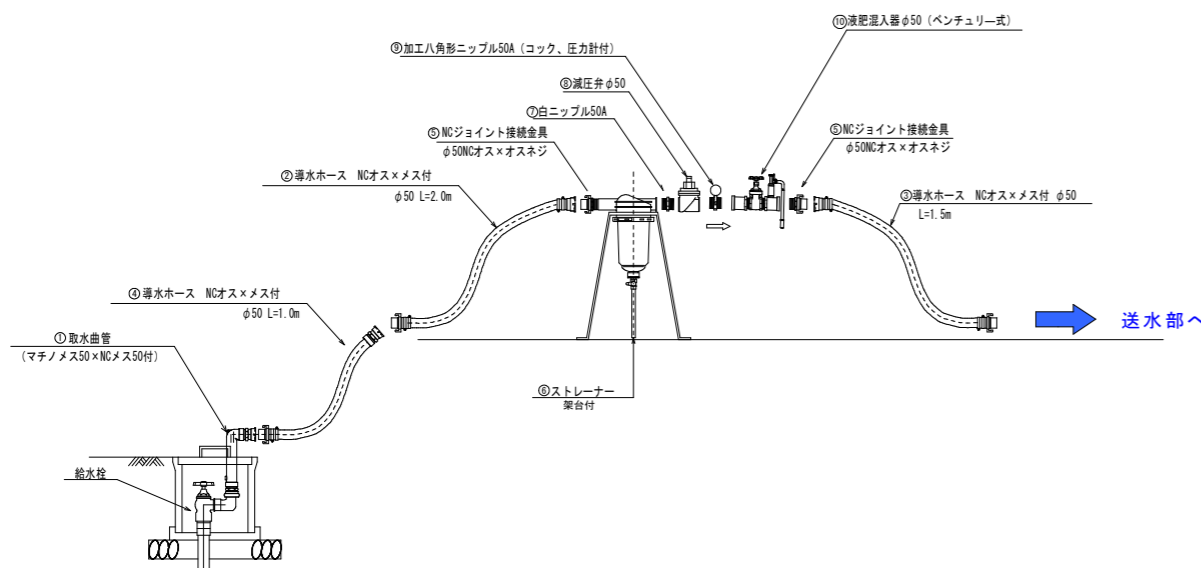 ⑩液肥混入器φ50（ベンチュリー式）
⑨加工八角形ニップル50A（コック、圧力計付）
⑧減圧弁φ50
⑦白ニップル50A
⑤NCジョイント接続金具
φ50NCオス×オスネジ
⑤NCジョイント接続金具
φ50NCオス×オスネジ
②導水ホース　NCオス×メス付
φ50 L=2.0m
③導水ホース　NCオス×メス付 φ50
L=1.5m
④導水ホース　NCオス×メス付
φ50 L=1.0m
①取水曲管
（マチノメス50×NCメス50付）
送水部へ
⑥ストレーナー
架台付
給水栓